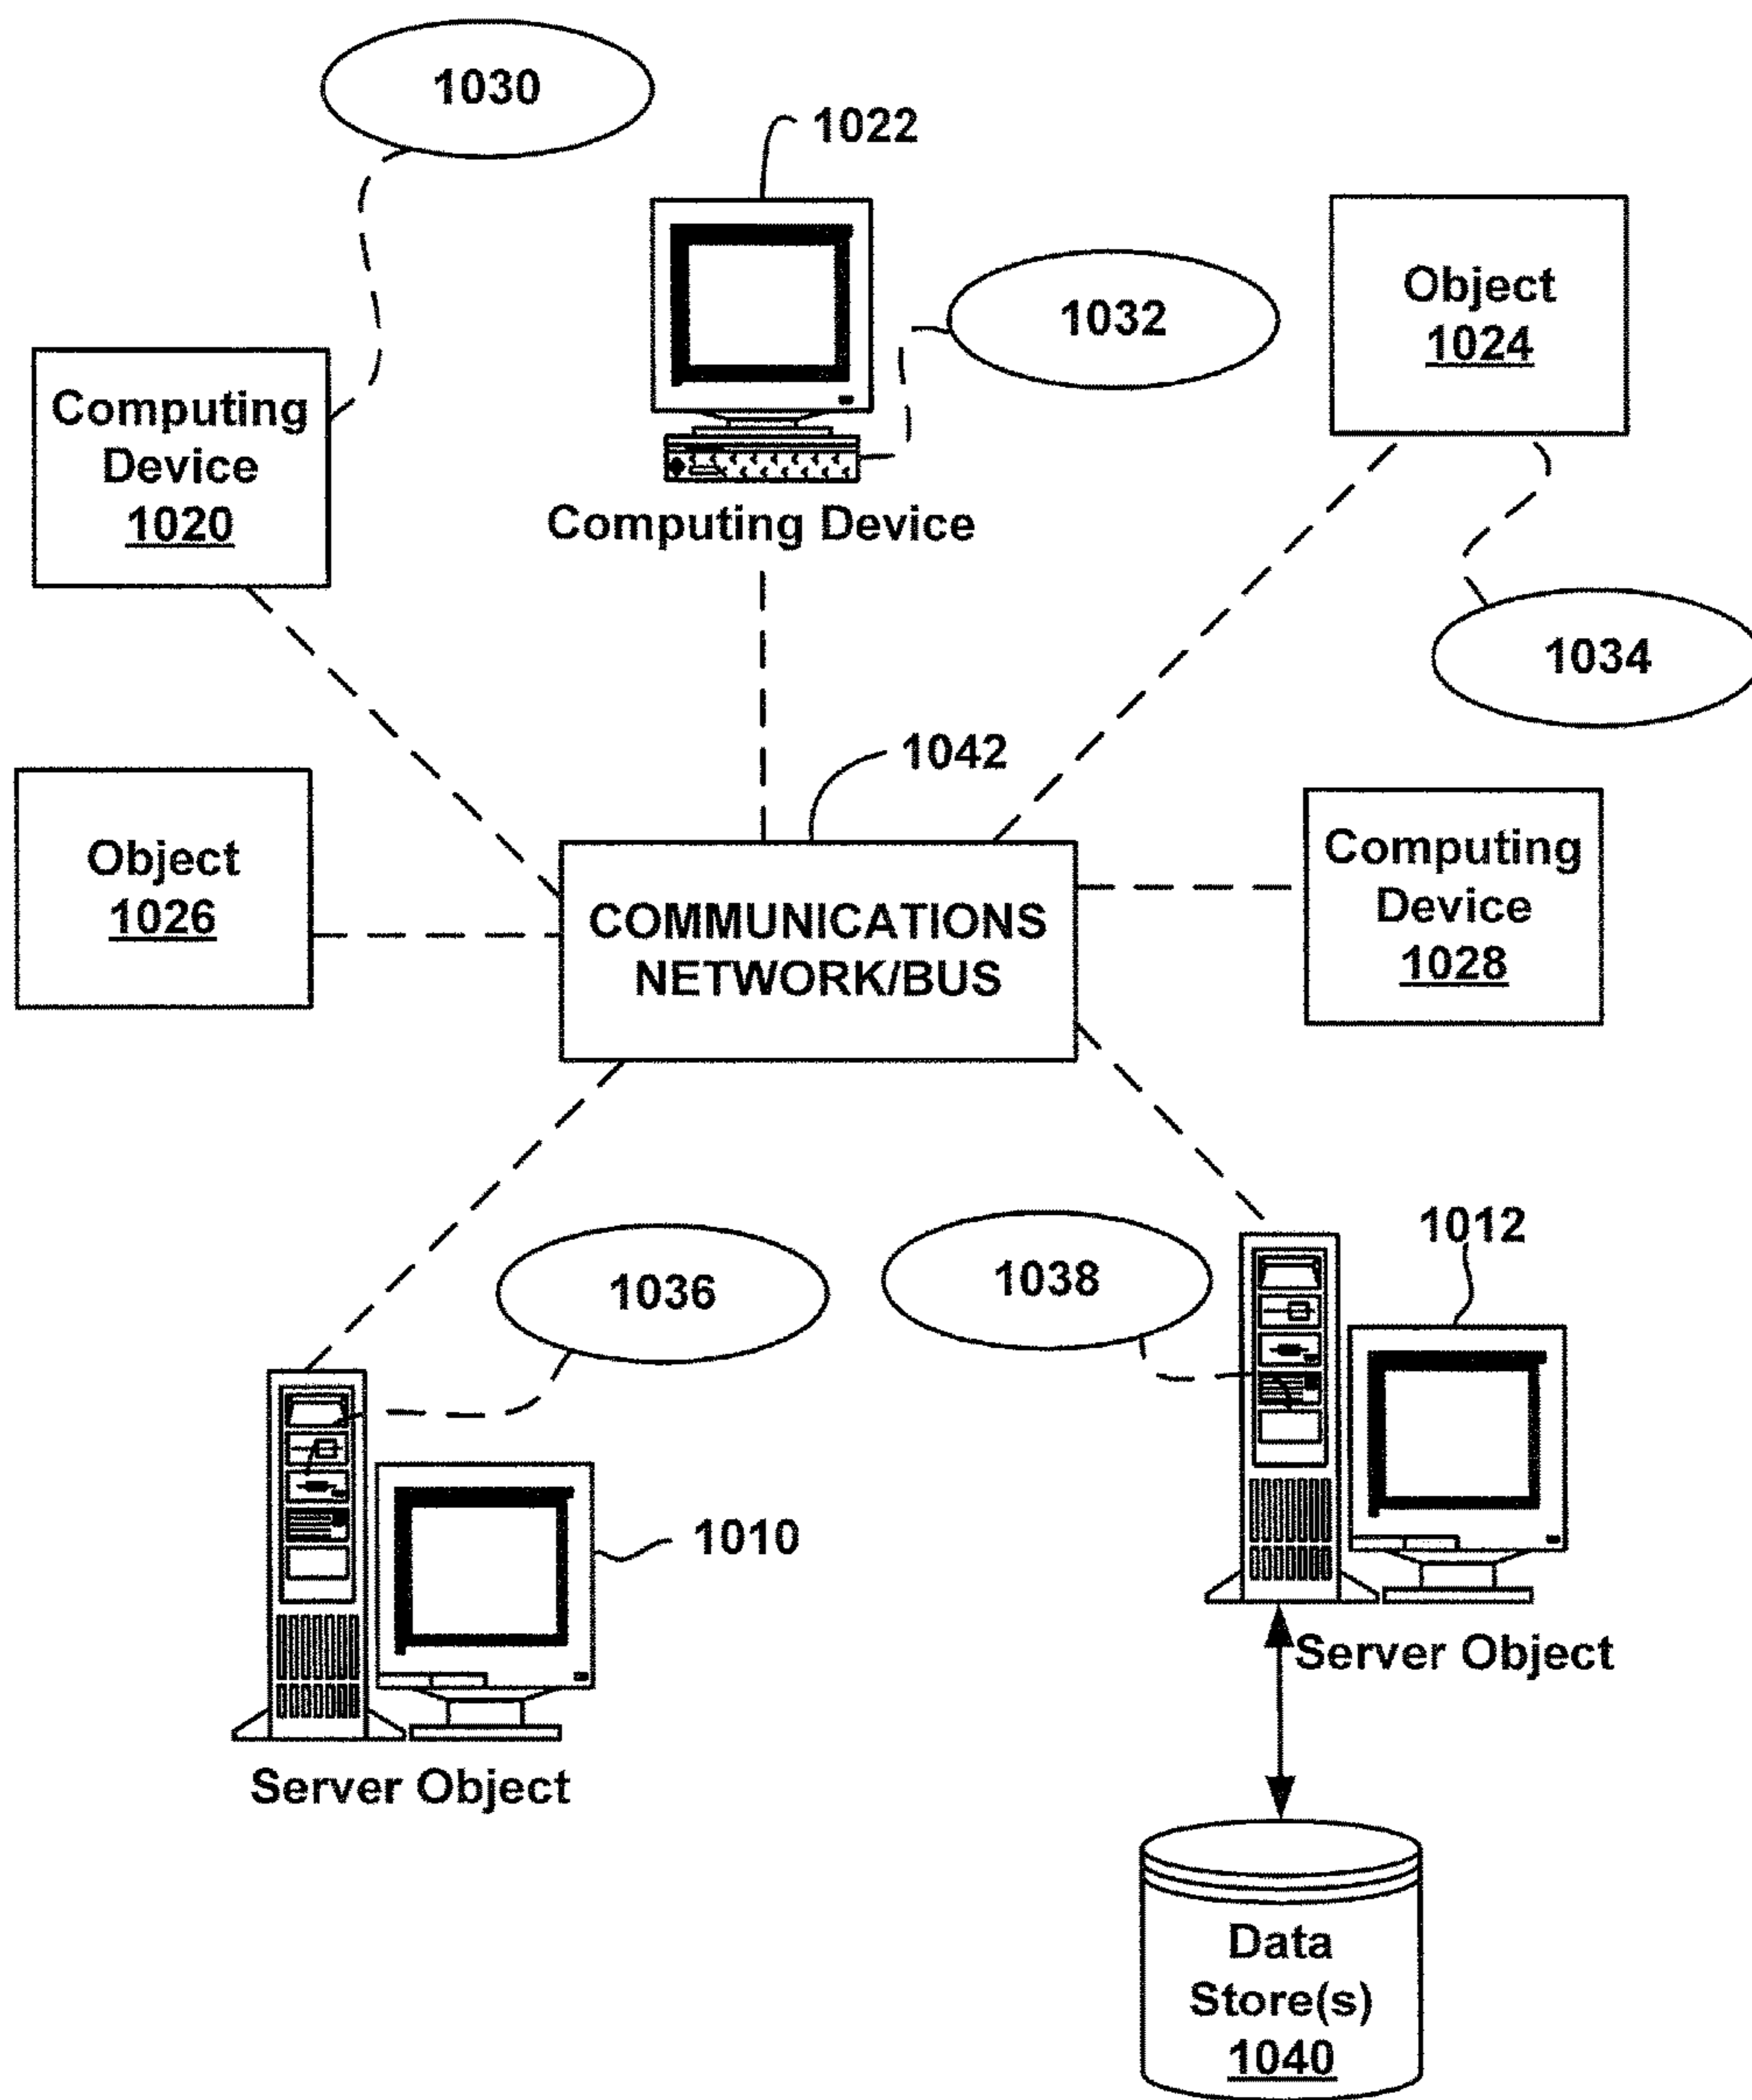 1030
1022
1032
Object
1024
Computing
Device
1020
Computing Device
1034
1042
Object
1026
COMMUNICATIONS
NETWORK/BUS
Computing
Device
1028
1036
1038
1012
1010
Server Object
Server Object
Data
Store(s)
1040